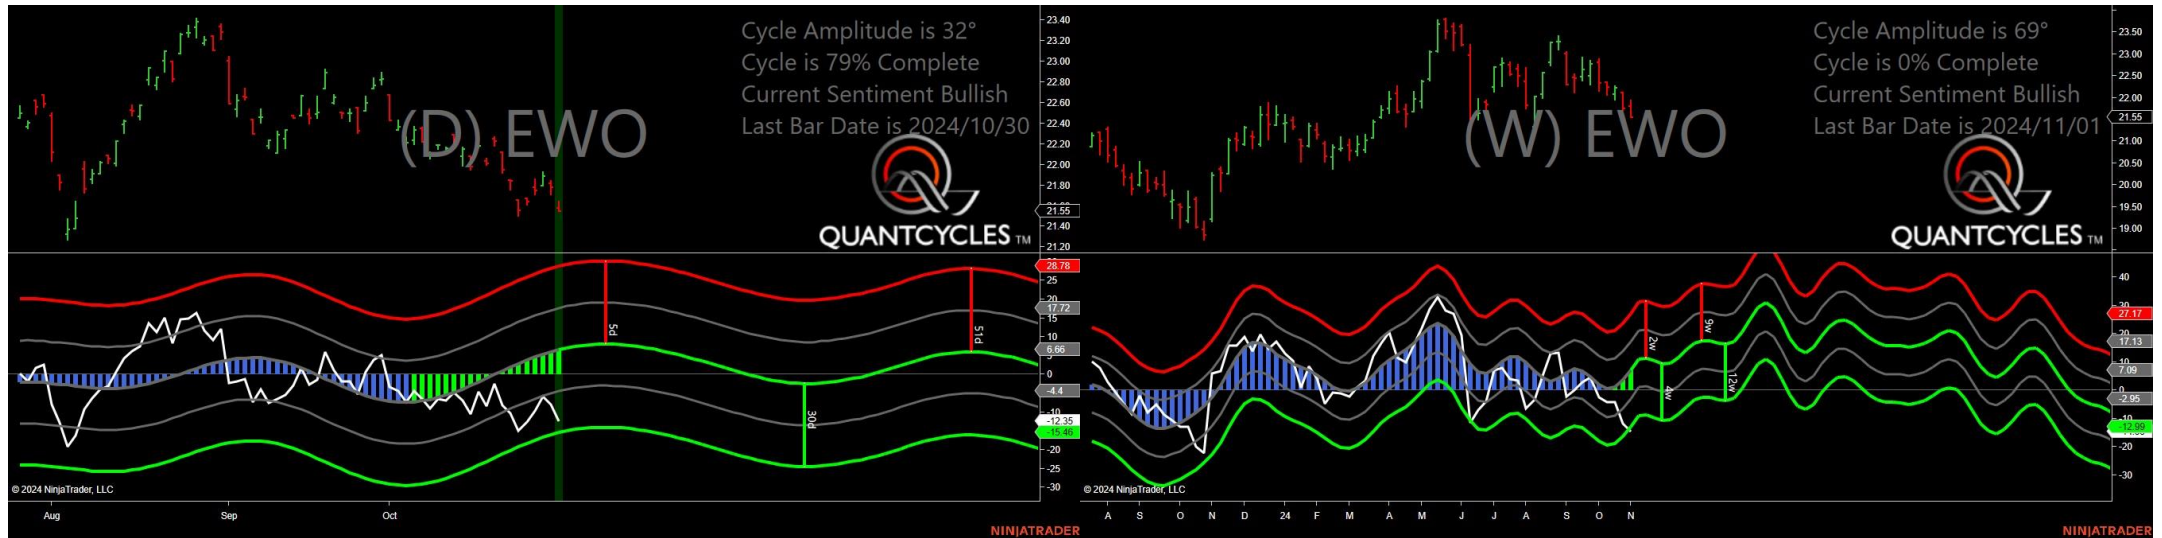 Cycle Amplitude is 32°
Cycle is 79% Complete
Current Sentiment Bullish
Last Bar Date is 2024/10/30
(D) EWO
QUANTCYCLES TM
23.40
23.20
23.00
22.80
22.60
22.40
22.20
22.00
21.80
21.55
21.40
21.20
28.78
25
20
17.72
15
10
6.66
0
-4.4
-10
-12.35
-15.46
-20
-25
-30
5d
30d
51d
© 2024 NinjaTrader, LLC
Aug Sep Oct
NINJATRADER
Cycle Amplitude is 69°
Cycle is 0% Complete
Current Sentiment Bullish
Last Bar Date is 2024/11/01
(W) EWO
QUANTCYCLES TM
23.50
23.00
22.50
22.00
21.55
21.00
20.50
20.00
19.50
19.00
40
30
27.17
20
17.13
10
7.09
0
-2.95
-10
-12.99
-20
-30
2w
4w
9w
12w
© 2024 NinjaTrader, LLC
A S O N D 24 F M A M J J A S O N
NINJATRADER